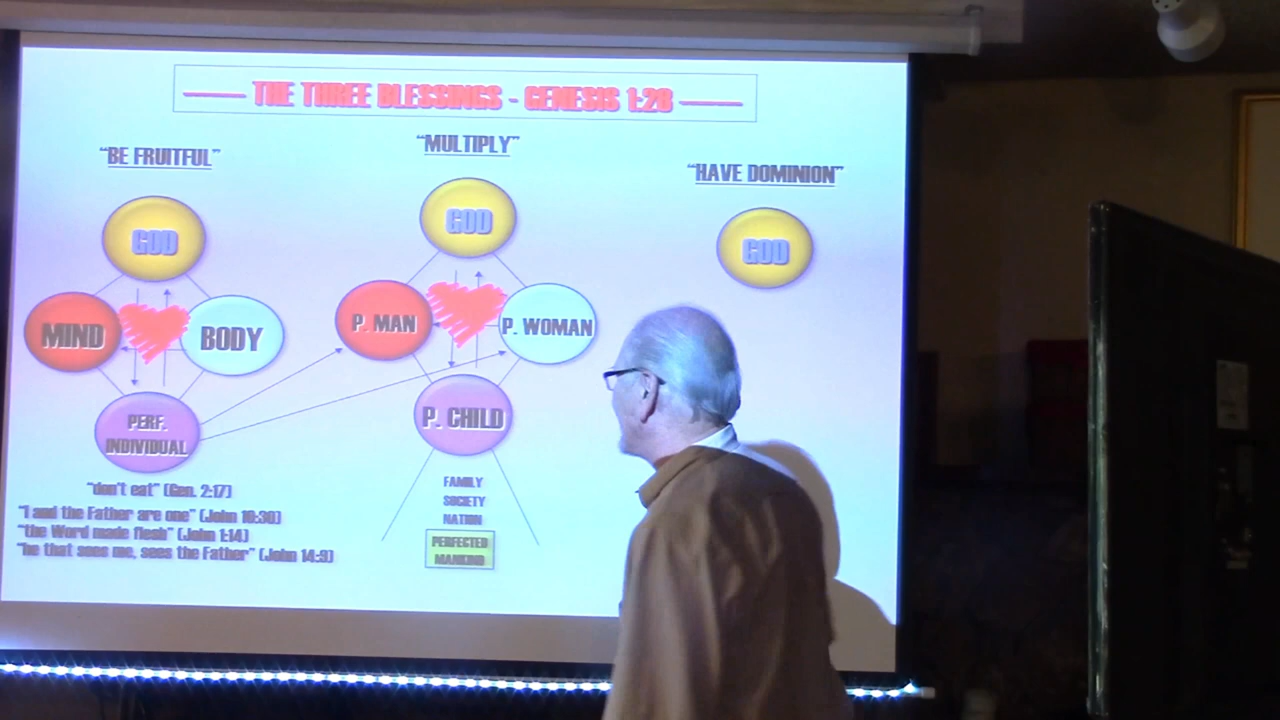 THE THREE BLESSINGS - GENESIS 1:28
"BE FRUITFUL"
GOD
MIND
BODY
PERF.
INDIVIDUAL
"don't eat" (Gen. 2:17)
"I and the Father are one" (John 10:30)
"the Word made flesh" (John 1:14)
"he that sees me, sees the Father" (John 14:9)
"MULTIPLY"
GOD
P. MAN
P. WOMAN
P. CHILD
FAMILY
SOCIETY
NATION
PERFECTED
MANKIND
"HAVE DOMINION"
GOD